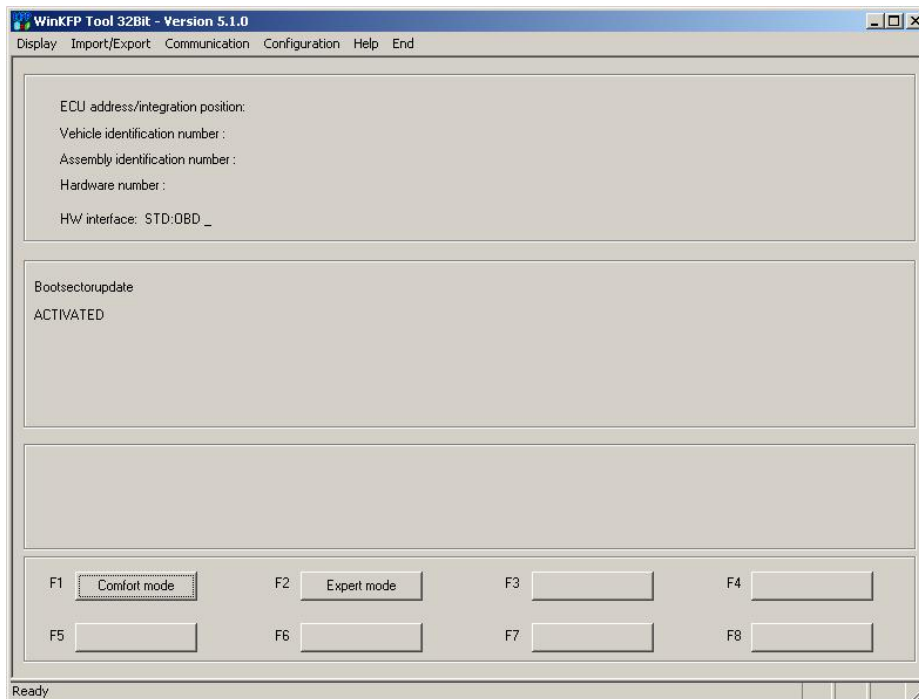 WinKFP Tool 32Bit - Version 5.1.0
Display Import/Export Communication Configuration Help End
ECU address/integration position:
Vehicle identification number :
Assembly identification number :
Hardware number :
HW interface: STD:OBD _
Bootsectorupdate
ACTIVATED
F1 Comfort mode F2 Expert mode F3 F4
F5 F6 F7 F8
Ready